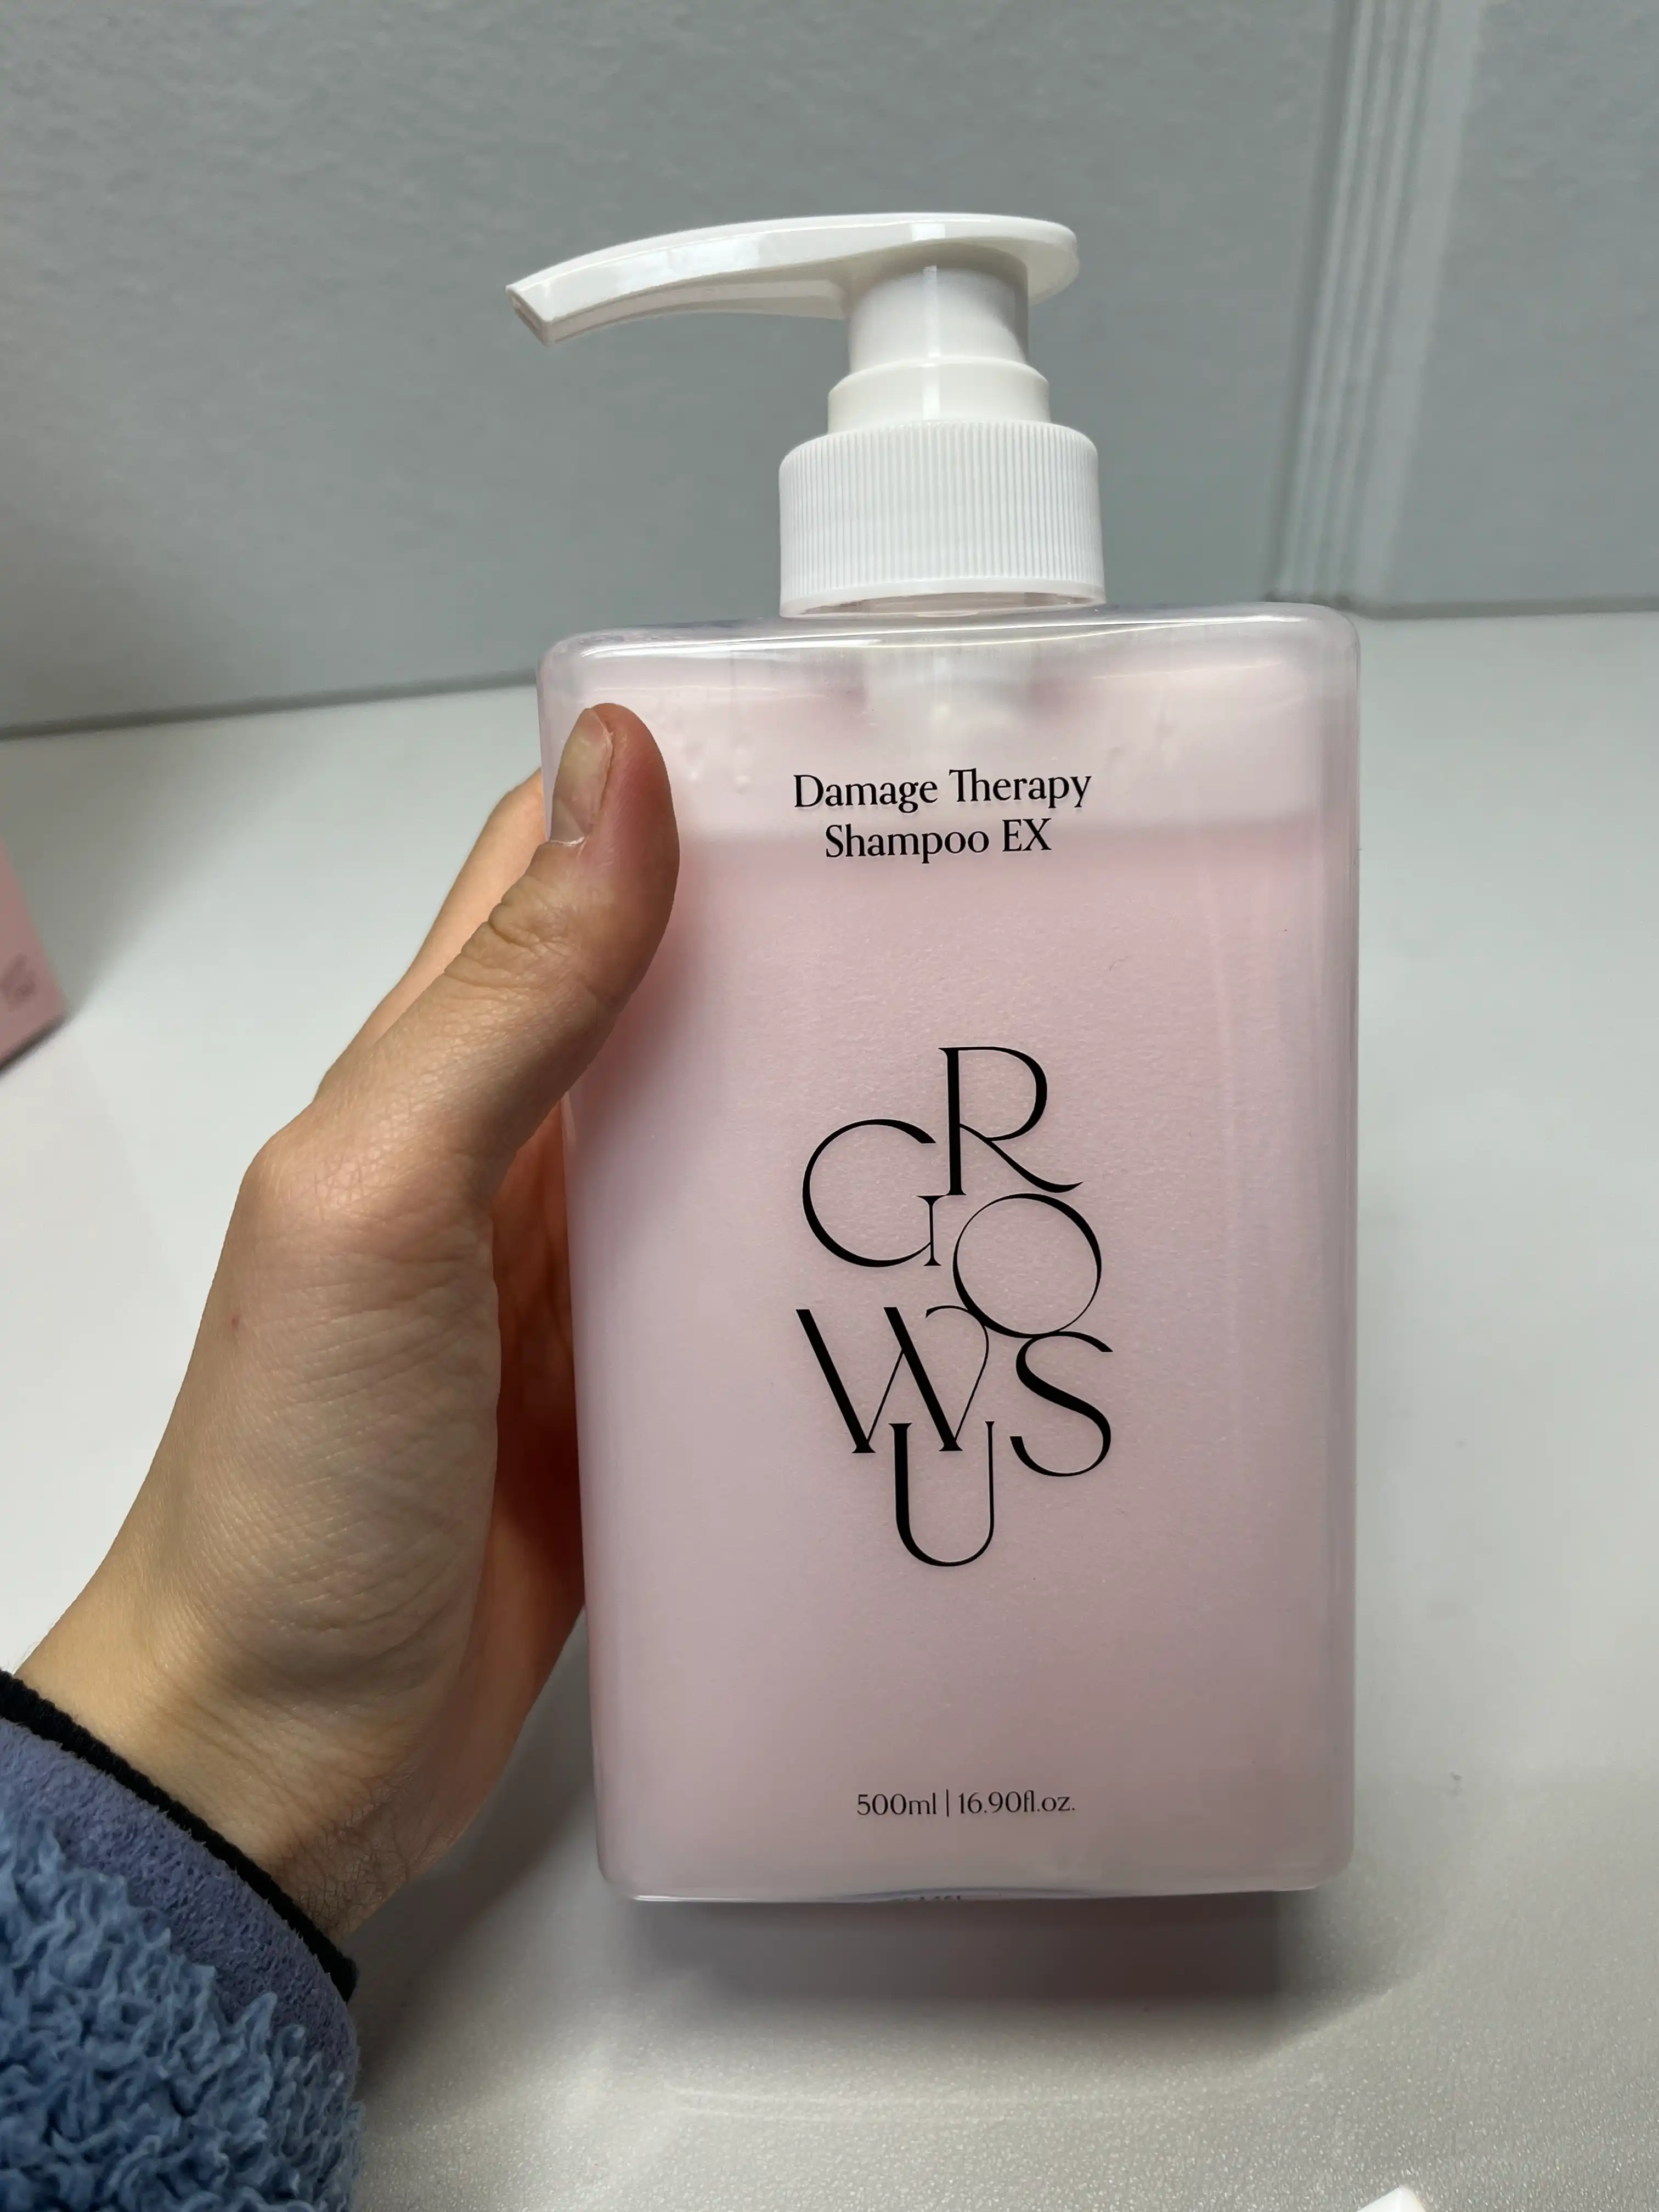 Damage Therapy
Shampoo EX
GROWUS
500ml | 16.90fl.oz.